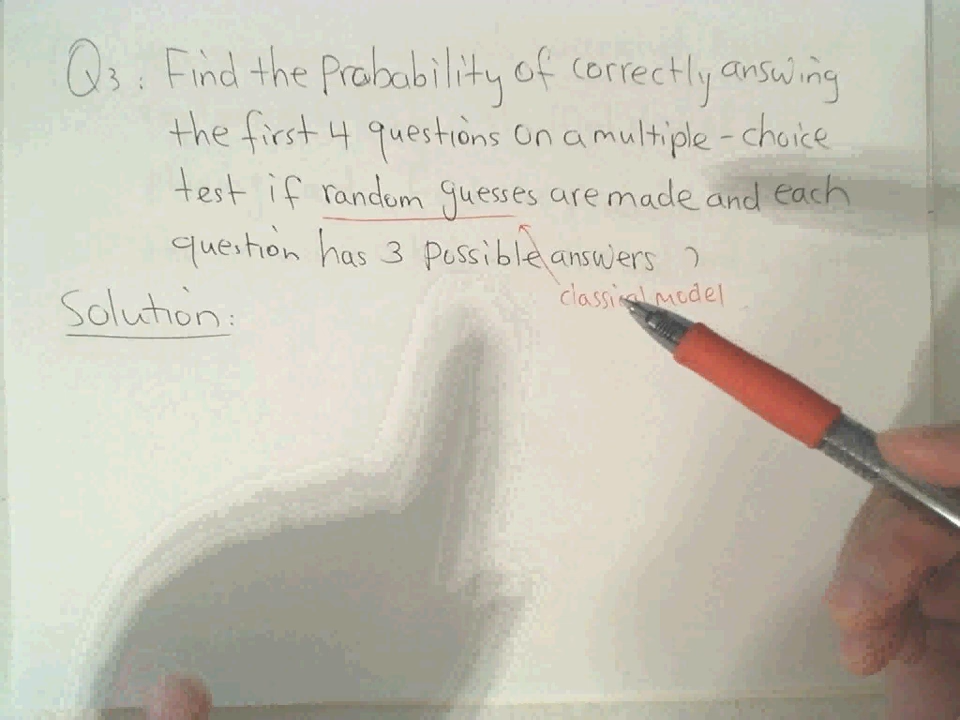 Q3: Find the Probability of correctly answing
the first 4 questions on a multiple-choice
test if random guesses are made and each
question has 3 possible answers ?
classical model
Solution: